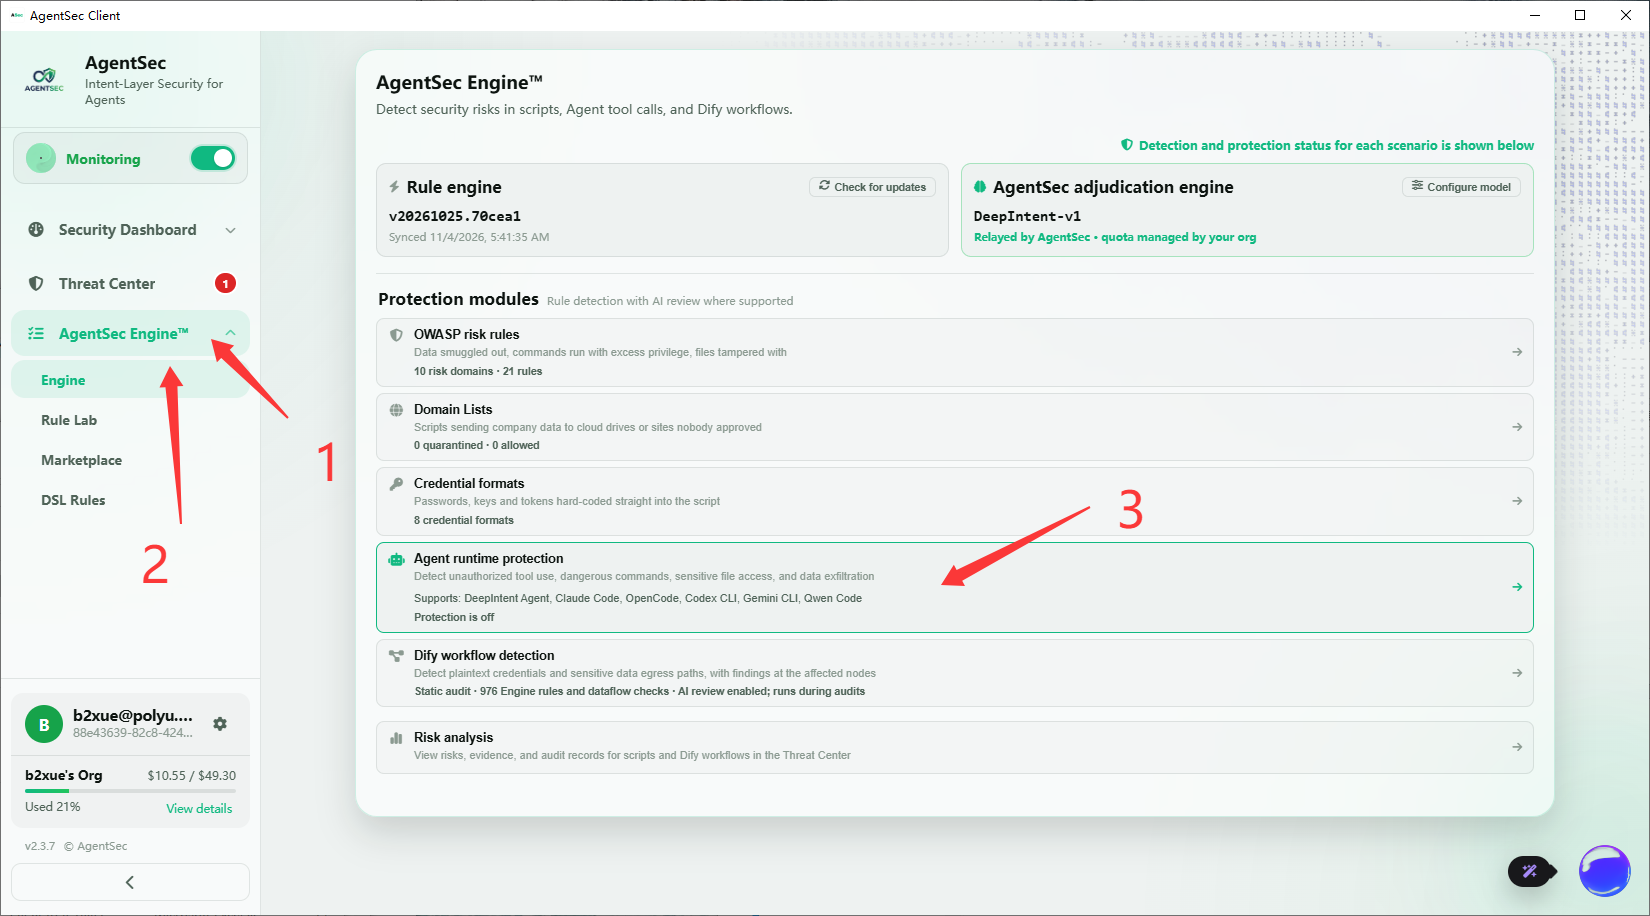 ASec AgentSec Client
AGENTSEC
AgentSec
Intent-Layer Security for
Agents
Monitoring
Security Dashboard
Threat Center
1
AgentSec Engine™
Engine
Rule Lab
Marketplace
DSL Rules
1
2
3
B
b2xue@polyu....
88e43639-82c8-424...
b2xue's Org
$10.55 / $49.30
Used 21%
View details
v2.3.7 © AgentSec
AgentSec Engine™
Detect security risks in scripts, Agent tool calls, and Dify workflows.
Detection and protection status for each scenario is shown below
Rule engine
Check for updates
v20261025.70cea1
Synced 11/4/2026, 5:41:35 AM
AgentSec adjudication engine
Configure model
DeepIntent-v1
Relayed by AgentSec • quota managed by your org
Protection modules Rule detection with AI review where supported
OWASP risk rules
Data smuggled out, commands run with excess privilege, files tampered with
10 risk domains · 21 rules
Domain Lists
Scripts sending company data to cloud drives or sites nobody approved
0 quarantined · 0 allowed
Credential formats
Passwords, keys and tokens hard-coded straight into the script
8 credential formats
Agent runtime protection
Detect unauthorized tool use, dangerous commands, sensitive file access, and data exfiltration
Supports: DeepIntent Agent, Claude Code, OpenCode, Codex CLI, Gemini CLI, Qwen Code
Protection is off
Dify workflow detection
Detect plaintext credentials and sensitive data egress paths, with findings at the affected nodes
Static audit · 976 Engine rules and dataflow checks · AI review enabled; runs during audits
Risk analysis
View risks, evidence, and audit records for scripts and Dify workflows in the Threat Center